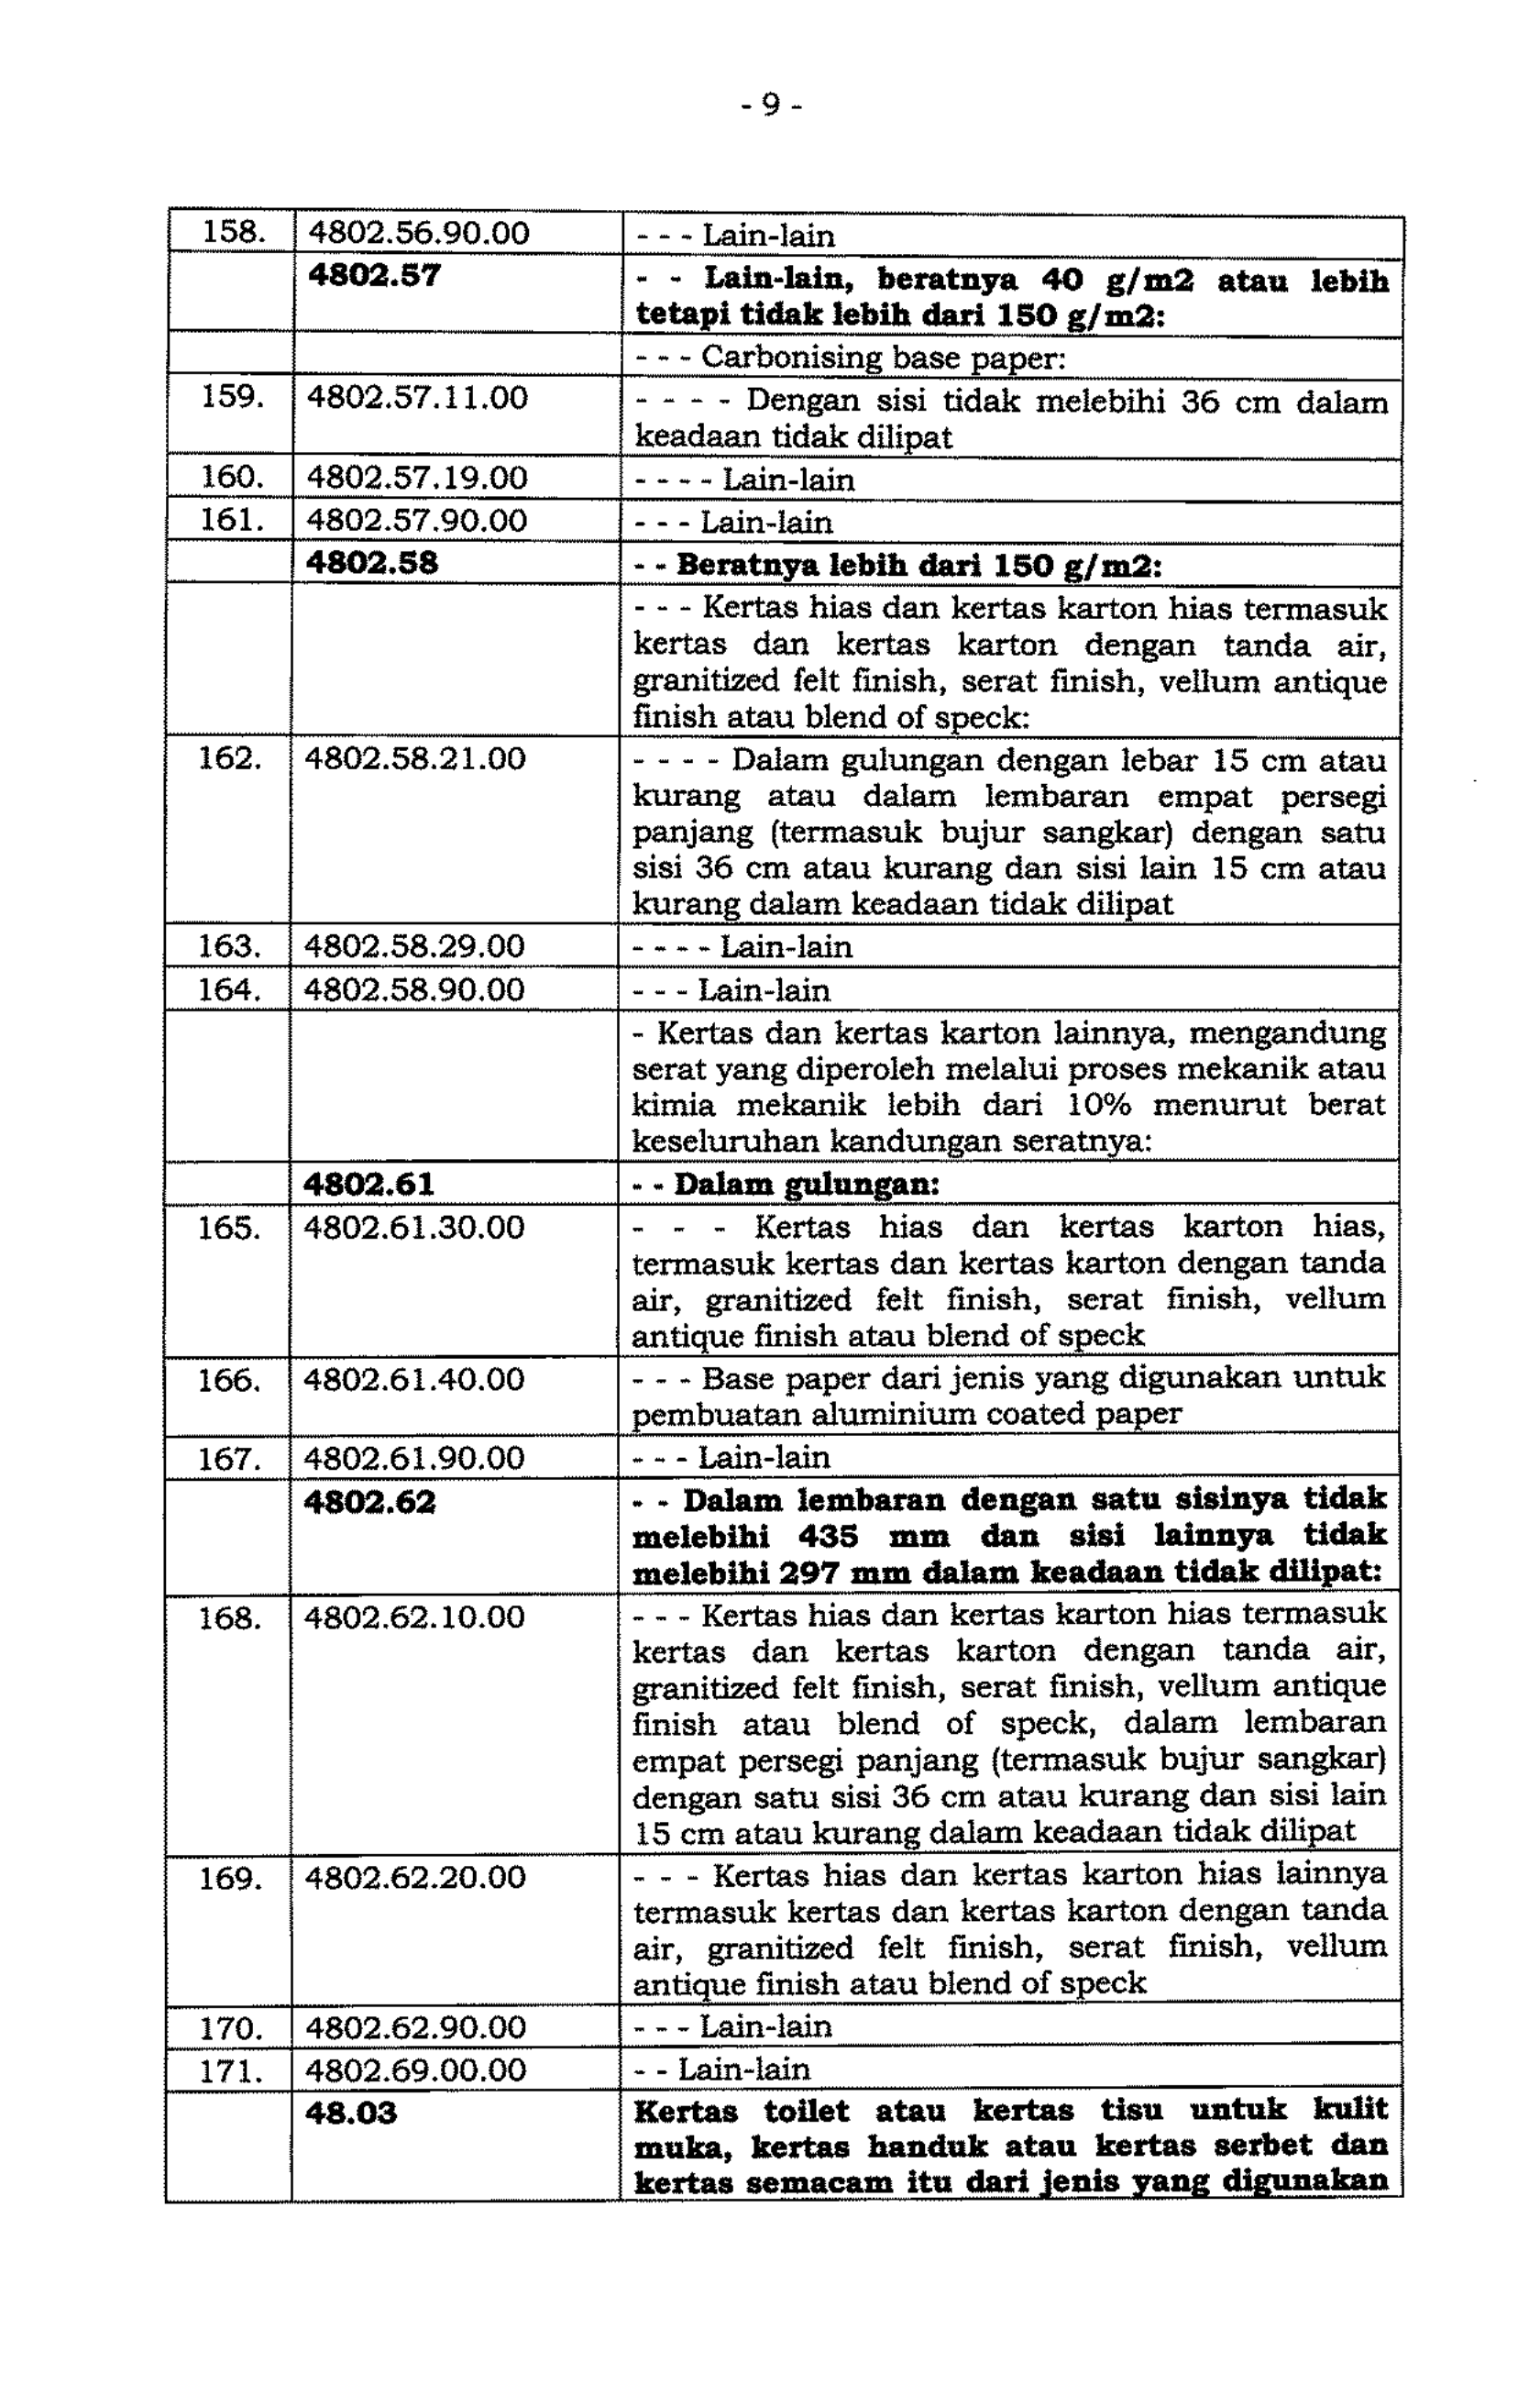 - 9 -
158. 4802.56.90.00 - - - Lain-lain
4802.57 - - Lain-lain, beratnya 40 g/m2 atau lebih
tetapi tidak lebih dari 150 g/m2:
- - - Carbonising base paper:
159. 4802.57.11.00 - - - - Dengan sisi tidak melebihi 36 cm dalam
keadaan tidak dilipat
160. 4802.57.19.00 - - - - Lain-lain
161. 4802.57.90.00 - - - Lain-lain
4802.58 - - Beratnya lebih dari 150 g/m2:
- - - Kertas hias dan kertas karton hias termasuk
kertas dan kertas karton dengan tanda air,
granitized felt finish, serat finish, vellum antique
finish atau blend of speck:
162. 4802.58.21.00 - - - - Dalam gulungan dengan lebar 15 cm atau
kurang atau dalam lembaran empat persegi
panjang (termasuk bujur sangkar) dengan satu
sisi 36 cm atau kurang dan sisi lain 15 cm atau
kurang dalam keadaan tidak dilipat
163. 4802.58.29.00 - - - - Lain-lain
164. 4802.58.90.00 - - - Lain-lain
- Kertas dan kertas karton lainnya, mengandung
serat yang diperoleh melalui proses mekanik atau
kimia mekanik lebih dari 10% menurut berat
keseluruhan kandungan seratnya:
4802.61 - - Dalam gulungan:
165. 4802.61.30.00 - - - Kertas hias dan kertas karton hias,
termasuk kertas dan kertas karton dengan tanda
air, granitized felt finish, serat finish, vellum
antique finish atau blend of speck
166. 4802.61.40.00 - - - Base paper dari jenis yang digunakan untuk
pembuatan aluminium coated paper
167. 4802.61.90.00 - - - Lain-lain
4802.62 - - Dalam lembaran dengan satu sisinya tidak
melebihi 435 mm dan sisi lainnya tidak
melebihi 297 mm dalam keadaan tidak dilipat:
168. 4802.62.10.00 - - - Kertas hias dan kertas karton hias termasuk
kertas dan kertas karton dengan tanda air,
granitized felt finish, serat finish, vellum antique
finish atau blend of speck, dalam lembaran
empat persegi panjang (termasuk bujur sangkar)
dengan satu sisi 36 cm atau kurang dan sisi lain
15 cm atau kurang dalam keadaan tidak dilipat
169. 4802.62.20.00 - - - Kertas hias dan kertas karton hias lainnya
termasuk kertas dan kertas karton dengan tanda
air, granitized felt finish, serat finish, vellum
antique finish atau blend of speck
170. 4802.62.90.00 - - - Lain-lain
171. 4802.69.00.00 - - Lain-lain
48.03 Kertas toilet atau kertas tisu untuk kulit
muka, kertas handuk atau kertas serbet dan
kertas semacam itu dari jenis yang digunakan